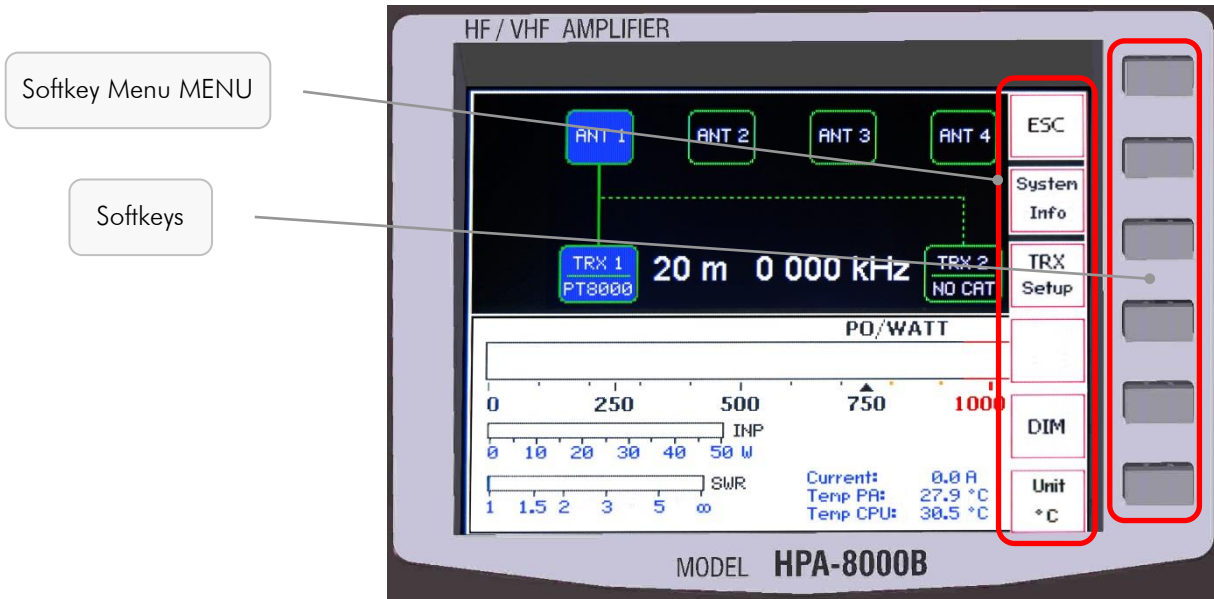 HF / VHF AMPLIFIER
Softkey Menu MENU
Softkeys
ANT 1
ANT 2
ANT 3
ANT 4
TRX 1
PT8000
20 m 0 000 kHz
TRX 2
NO CAT
ESC
System
Info
TRX
Setup
DIM
Unit
°C
PO/WATT
0 250 500 750 1000
INP
0 10 20 30 40 50 W
SWR
1 1.5 2 3 5 ∞
Current: 0.0 A
Temp PA: 27.9 °C
Temp CPU: 30.5 °C
MODEL HPA-8000B